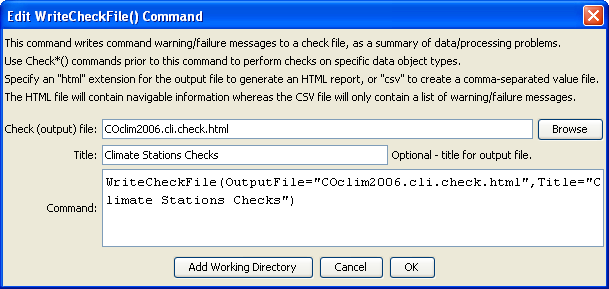 Edit WriteCheckFile() Command
This command writes command warning/failure messages to a check file, as a summary of data/processing problems.
Use Check*() commands prior to this command to perform checks on specific data object types.
Specify an "html" extension for the output file to generate an HTML report, or "csv" to create a comma-separated value file.
The HTML file will contain navigable information whereas the CSV file will only contain a list of warning/failure messages.
Check (output) file: COclim2006.cli.check.html Browse
Title: Climate Stations Checks Optional - title for output file.
Command: WriteCheckFile(OutputFile="COclim2006.cli.check.html",Title="C
limate Stations Checks")
Add Working Directory Cancel OK